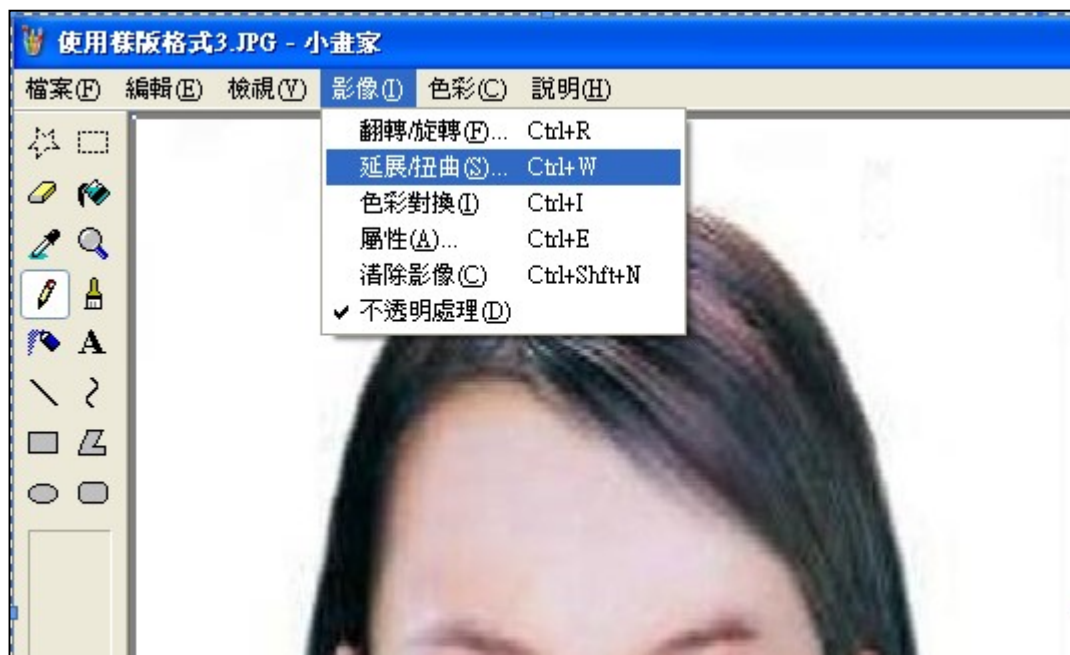 使用樣版格式3.JPG - 小畫家
檔案(F) 編輯(E) 檢視(V) 影像(I) 色彩(C) 説明(H)
翻轉/旋轉(F)... Ctrl+R
延展/扭曲(S)... Ctrl+W
色彩對換(I) Ctrl+I
屬性(A)... Ctrl+E
清除影像(C) Ctrl+Shft+N
✓ 不透明處理(D)
A